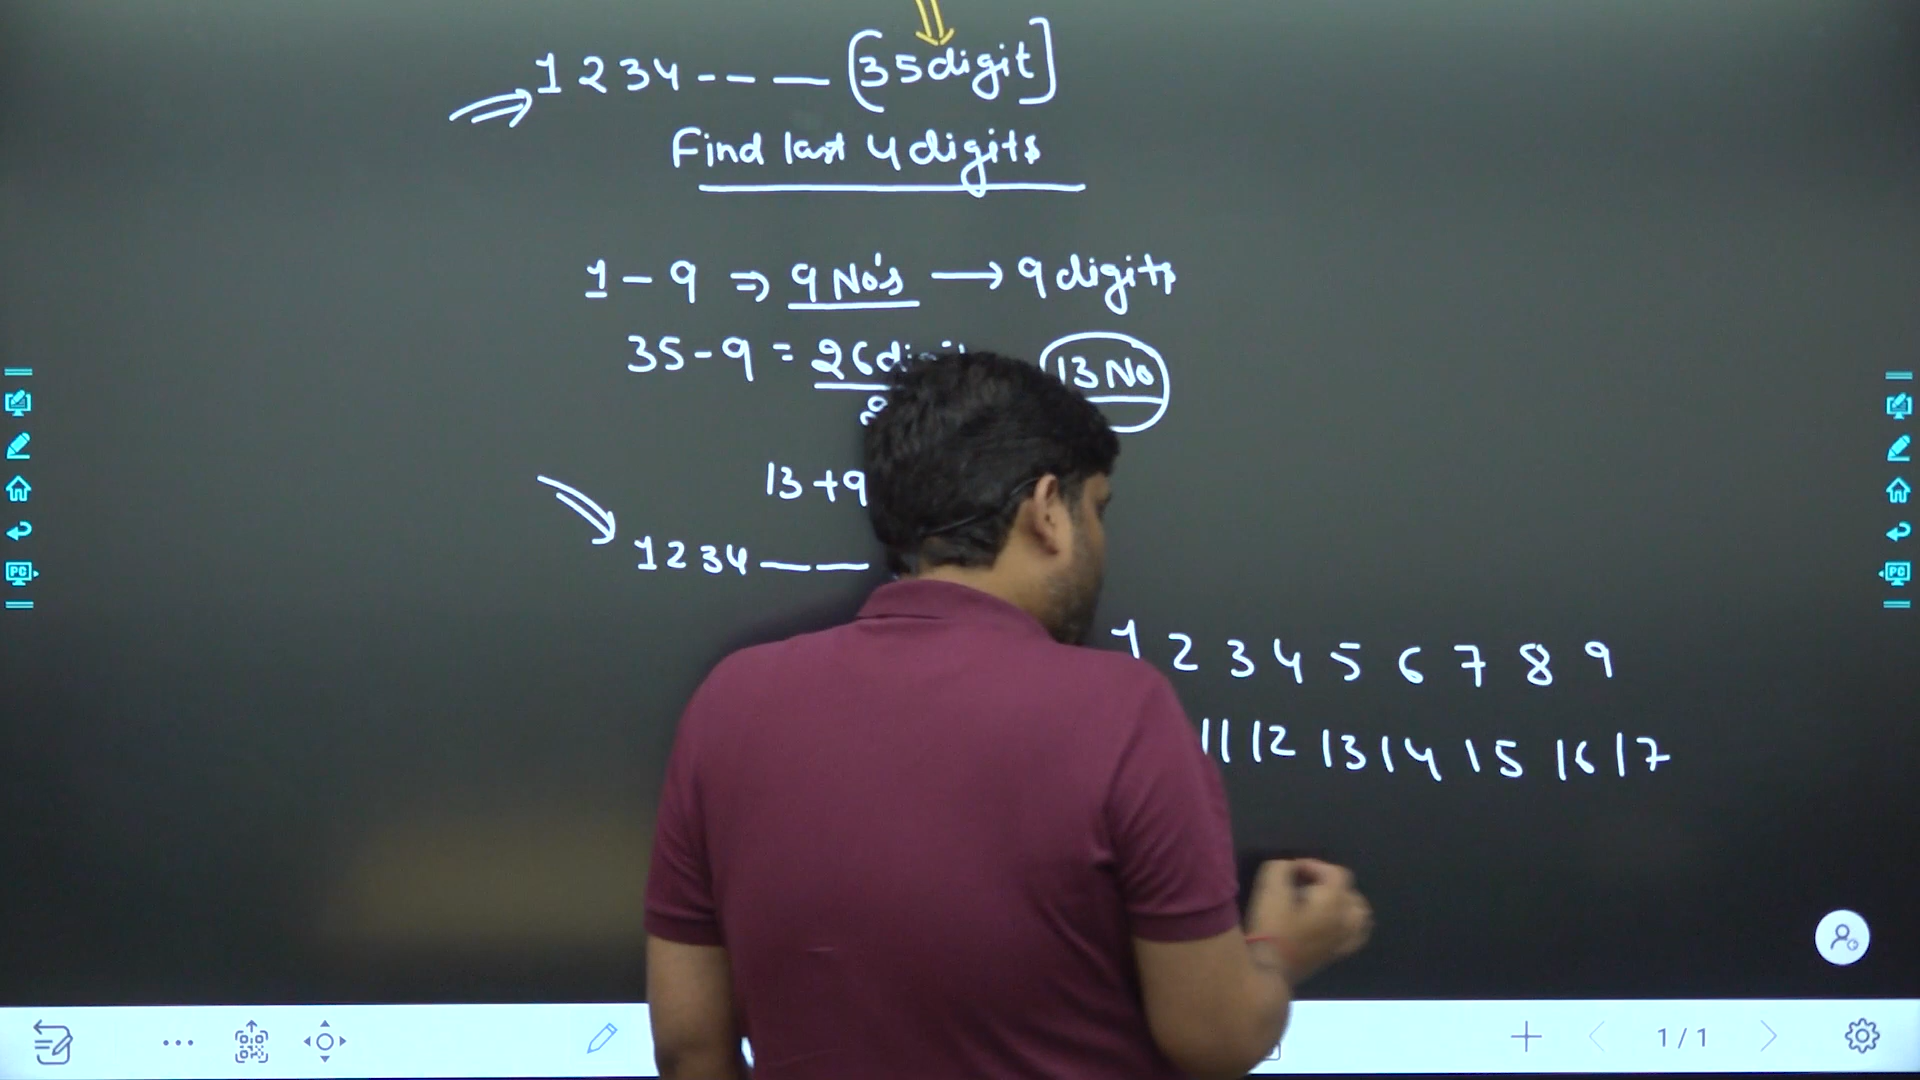 1 2 3 4 - - — [35 digit]
Find last 4 digits
1 - 9 ⇒ 9 No's → 9 digits
35 - 9 = 26 13 No
13 + 9
1 2 3 4 — —
1 2 3 4 5 6 7 8 9
11 12 13 14 15 16 17
PC
PC
1 / 1